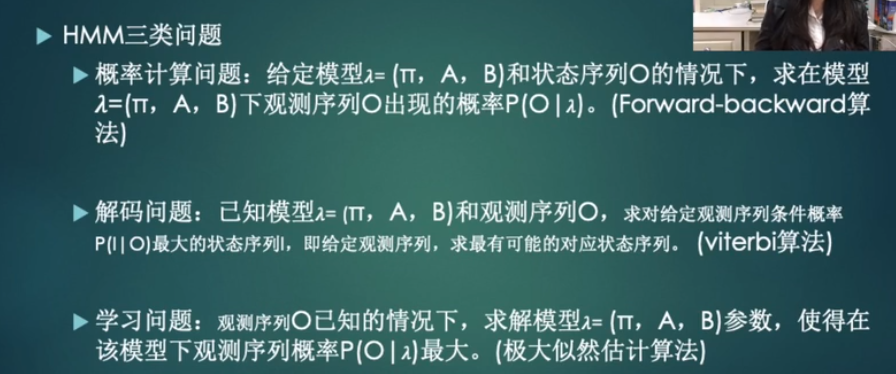 HMM三类问题
概率计算问题：给定模型λ= (π，A，B)和状态序列O的情况下，求在模型
λ=(π，A，B)下观测序列O出现的概率P(O|λ)。(Forward-backward算
法)
解码问题：已知模型λ= (π，A，B)和观测序列O，求对给定观测序列条件概率
P(I|O)最大的状态序列I，即给定观测序列，求最有可能的对应状态序列。 (viterbi算法)
学习问题：观测序列O已知的情况下，求解模型λ= (π，A，B)参数，使得在
该模型下观测序列概率P(O|λ)最大。(极大似然估计算法)